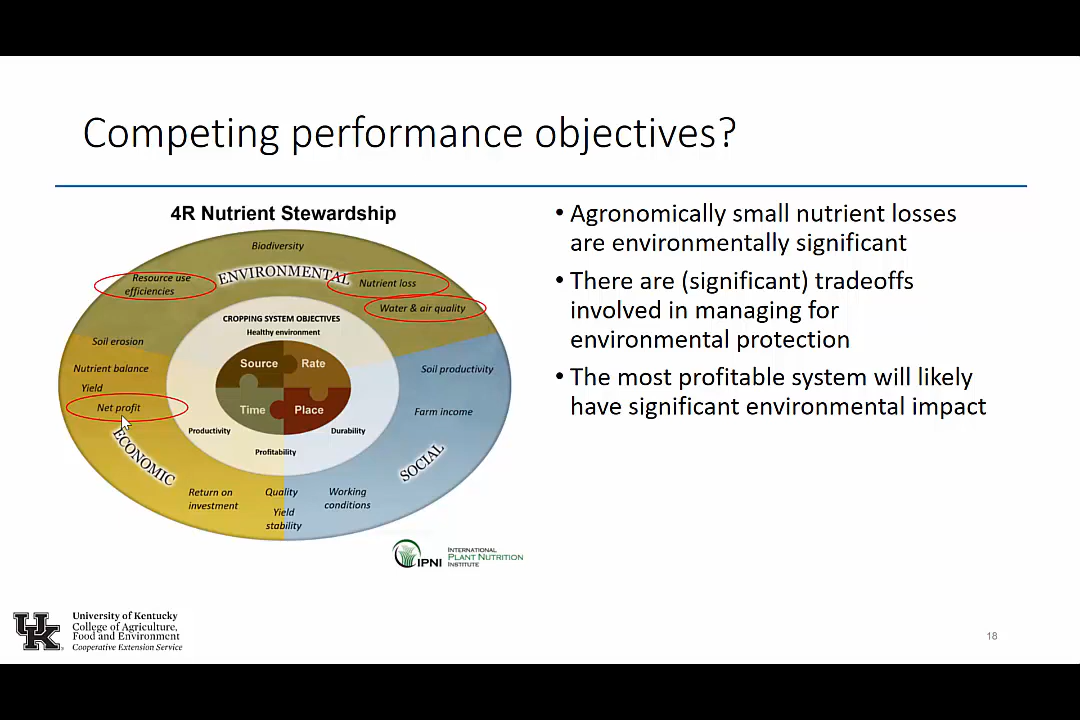 Competing performance objectives?
4R Nutrient Stewardship
Biodiversity
ENVIRONMENTAL
Resource use
efficiencies
Nutrient loss
Water & air quality
CROPPING SYSTEM OBJECTIVES
Healthy environment
Soil erosion
Nutrient balance
Yield
Net profit
ECONOMIC
Source
Rate
Time
Place
Productivity
Durability
Profitability
Soil productivity
Farm income
SOCIAL
Return on
investment
Quality
Yield
stability
Working
conditions
IPNI
INTERNATIONAL
PLANT NUTRITION
INSTITUTE
• Agronomically small nutrient losses
are environmentally significant
• There are (significant) tradeoffs
involved in managing for
environmental protection
• The most profitable system will likely
have significant environmental impact
UK
University of Kentucky
College of Agriculture,
Food and Environment
Cooperative Extension Service
18